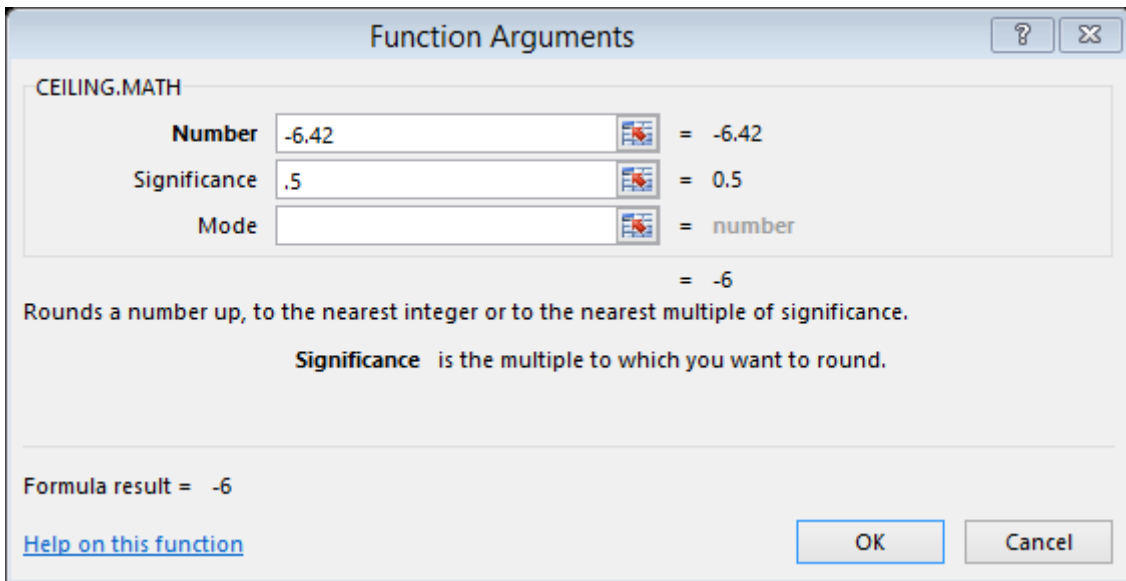 Function Arguments
CEILING.MATH
Number -6.42 = -6.42
Significance .5 = 0.5
Mode = number
= -6
Rounds a number up, to the nearest integer or to the nearest multiple of significance.
Significance is the multiple to which you want to round.
Formula result = -6
Help on this function OK Cancel